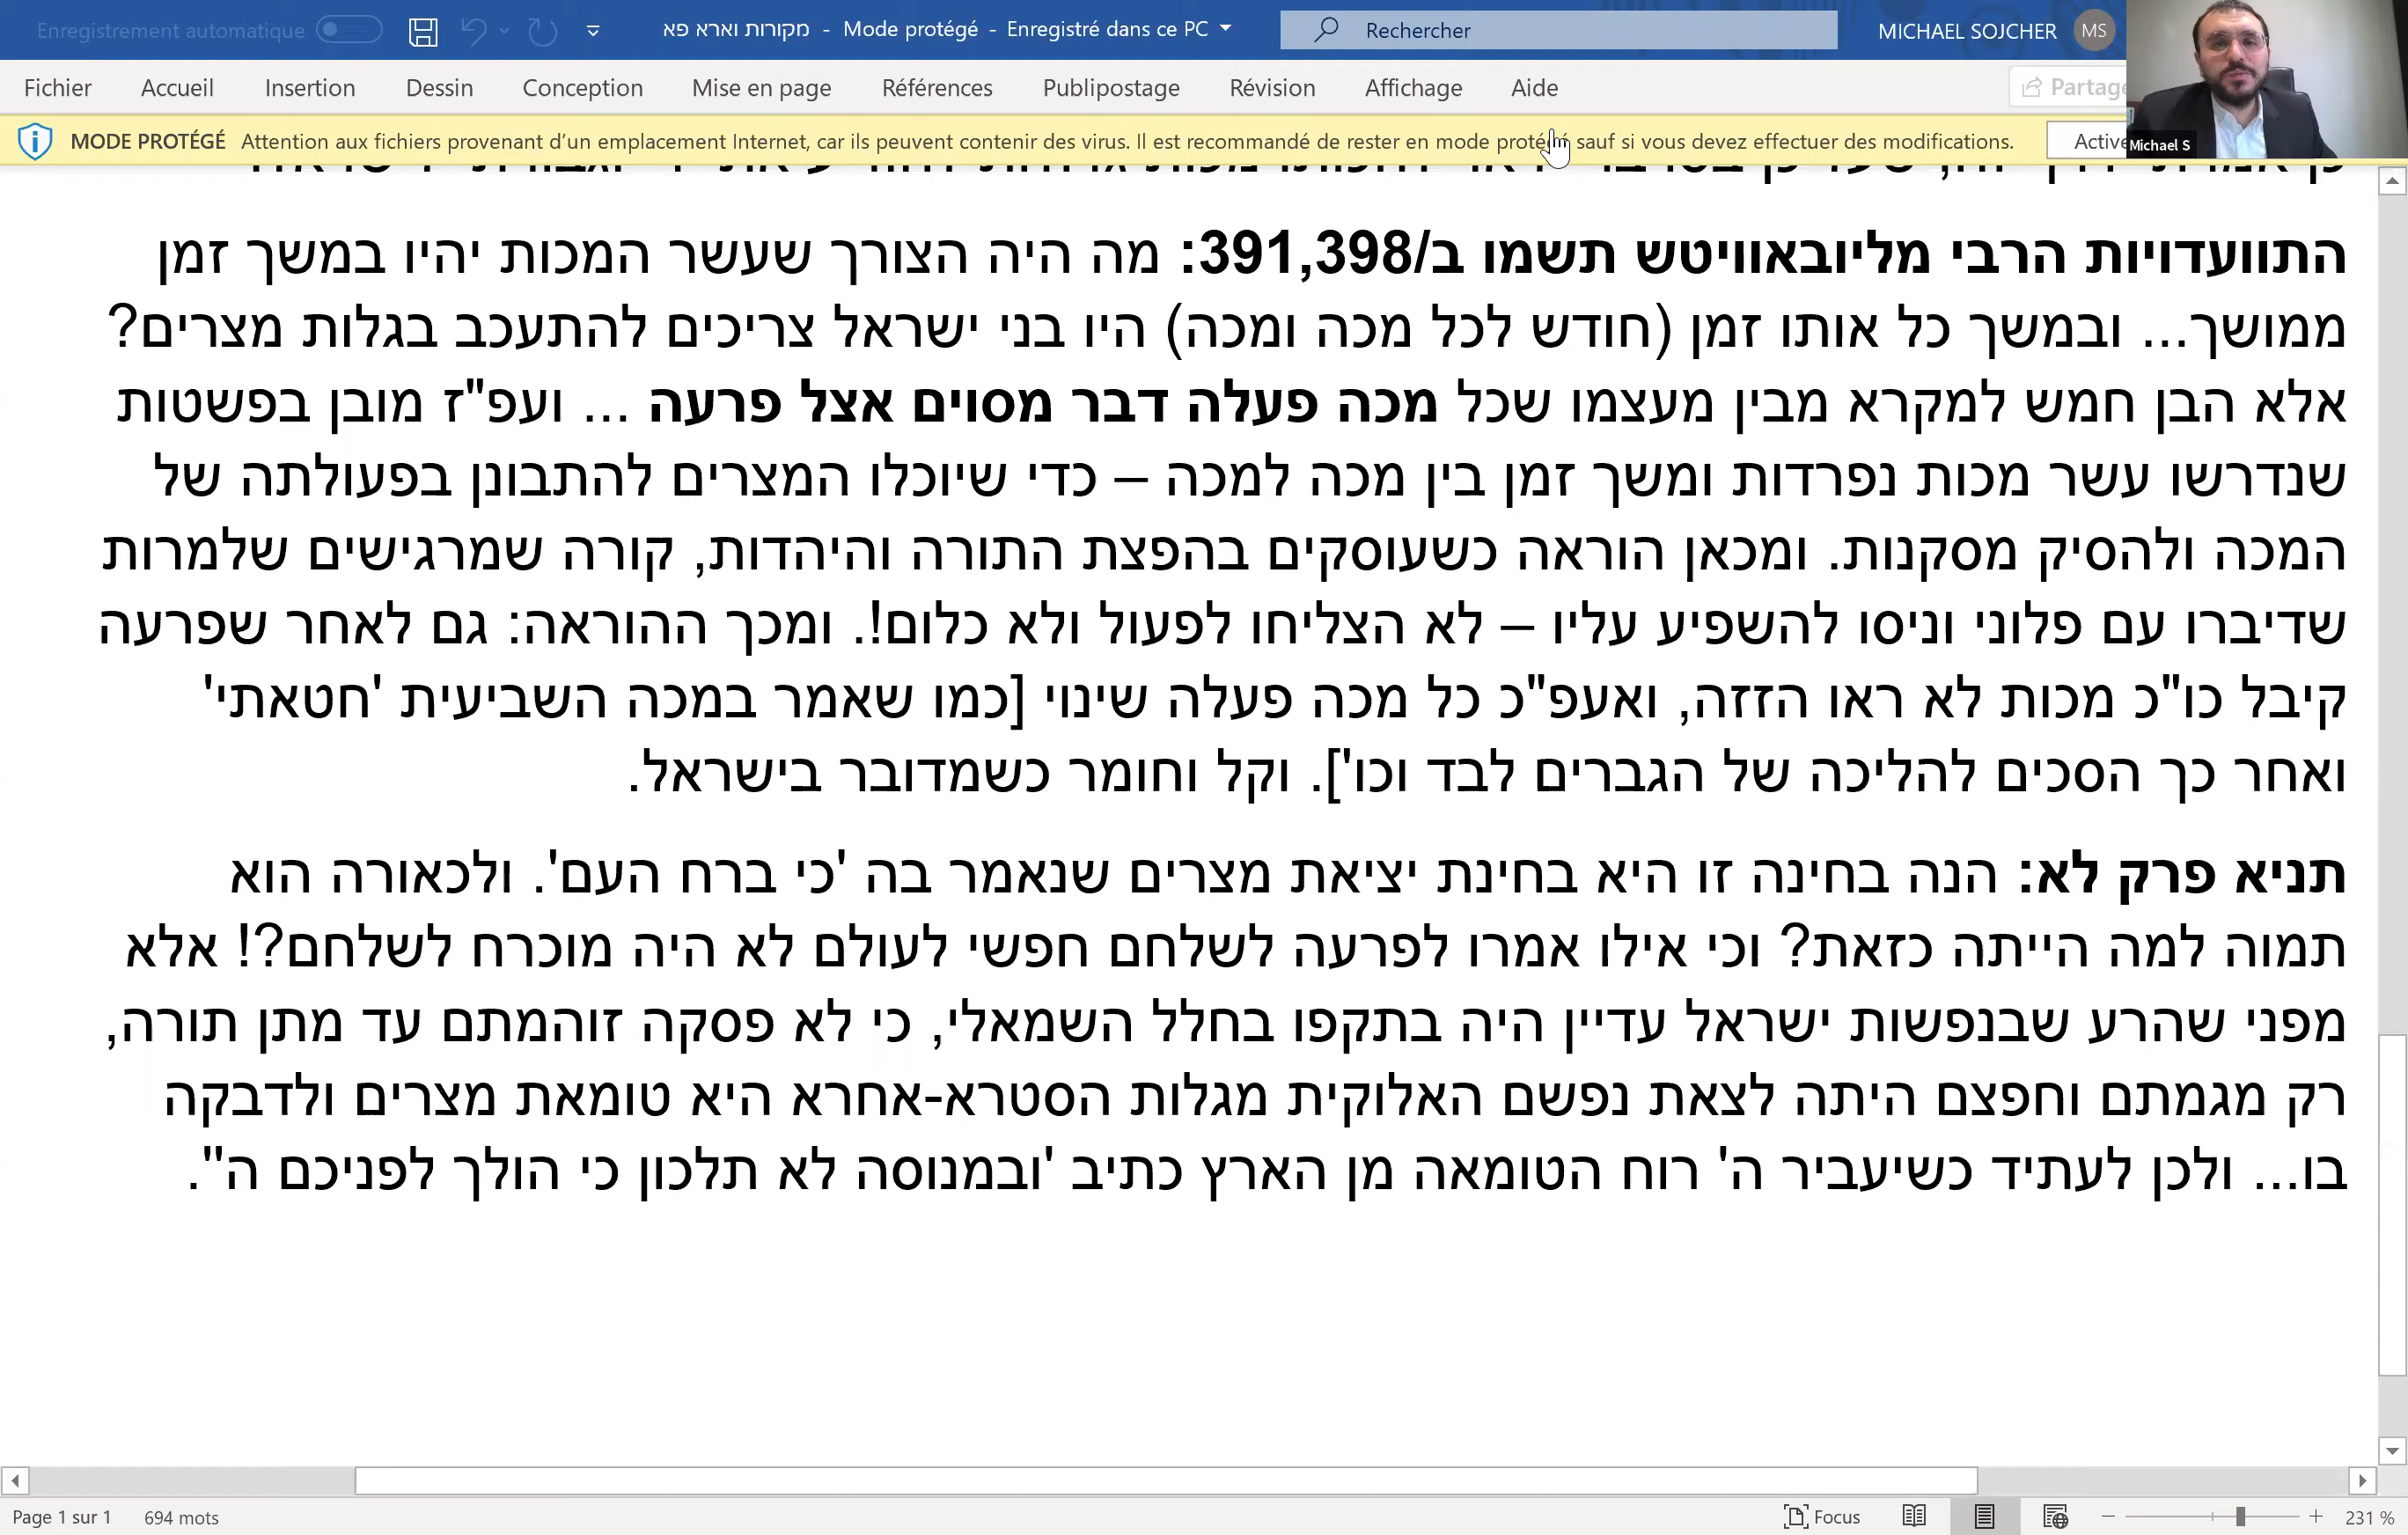 Enregistrement automatique
מקורות וארא פא - Mode protégé - Enregistré dans ce PC
Rechercher
MICHAEL SOJCHER MS
Fichier Accueil Insertion Dessin Conception Mise en page Références Publipostage Révision Affichage Aide Partage
MODE PROTÉGÉ Attention aux fichiers provenant d'un emplacement Internet, car ils peuvent contenir des virus. Il est recommandé de rester en mode protégé sauf si vous devez effectuer des modifications. Active
Michael S
התוועדויות הרבי מליובאוויטש תשמו ב/391,398: מה היה הצורך שעשר המכות יהיו במשך זמן
ממושך... ובמשך כל אותו זמן (חודש לכל מכה ומכה) היו בני ישראל צריכים להתעכב בגלות מצרים?
אלא הבן חמש למקרא מבין מעצמו שכל מכה פעלה דבר מסוים אצל פרעה ... ועפ"ז מובן בפשטות
שנדרשו עשר מכות נפרדות ומשך זמן בין מכה למכה – כדי שיוכלו המצרים להתבונן בפעולתה של
המכה ולהסיק מסקנות. ומכאן הוראה כשעוסקים בהפצת התורה והיהדות, קורה שמרגישים שלמרות
שדיברו עם פלוני וניסו להשפיע עליו – לא הצליחו לפעול ולא כלום!. ומכך ההוראה: גם לאחר שפרעה
קיבל כו"כ מכות לא ראו הזזה, ואעפ"כ כל מכה פעלה שינוי [כמו שאמר במכה השביעית 'חטאתי'
ואחר כך הסכים להליכה של הגברים לבד וכו']. וקל וחומר כשמדובר בישראל.
תניא פרק לא: הנה בחינה זו היא בחינת יציאת מצרים שנאמר בה 'כי ברח העם'. ולכאורה הוא
תמוה למה הייתה כזאת? וכי אילו אמרו לפרעה לשלחם חפשי לעולם לא היה מוכרח לשלחם?! אלא
מפני שהרע שבנפשות ישראל עדיין היה בתקפו בחלל השמאלי, כי לא פסקה זוהמתם עד מתן תורה,
רק מגמתם וחפצם היתה לצאת נפשם האלוקית מגלות הסטרא-אחרא היא טומאת מצרים ולדבקה
בו... ולכן לעתיד כשיעביר ה' רוח הטומאה מן הארץ כתיב 'ובמנוסה לא תלכון כי הולך לפניכם ה''.
Page 1 sur 1 694 mots Focus 231 %